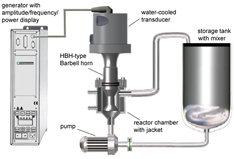 generator with
amplitude/frequency/
power display
water-cooled
transducer
storage tank
with mixer
HBH-type
Barbell horn
reactor chamber
with jacket
pump